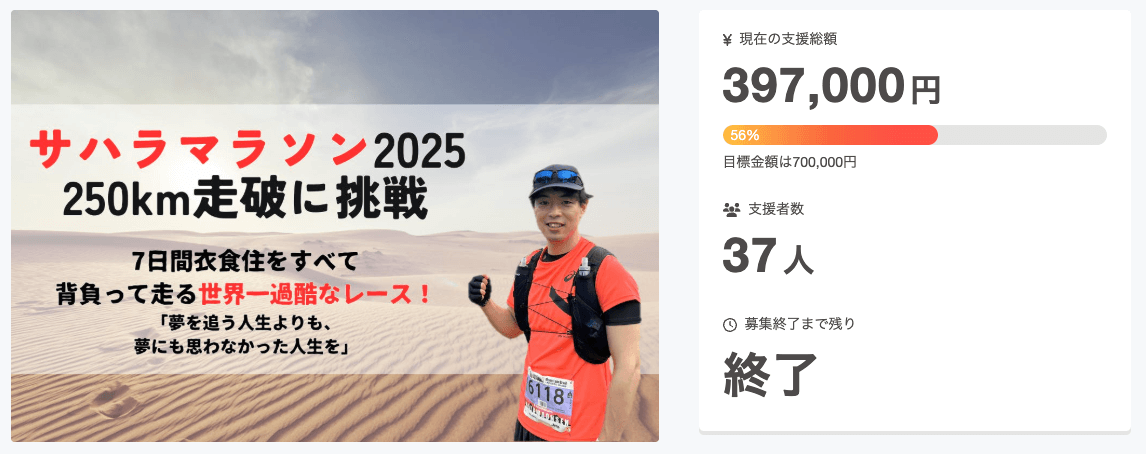 サハラマラソン2025
250km走破に挑戦
7日間衣食住をすべて
背負って走る世界一過酷なレース！
「夢を追う人生よりも、
夢にも思わなかった人生を」
6118
¥ 現在の支援総額
397,000円
56%
目標金額は700,000円
支援者数
37人
募集終了まで残り
終了